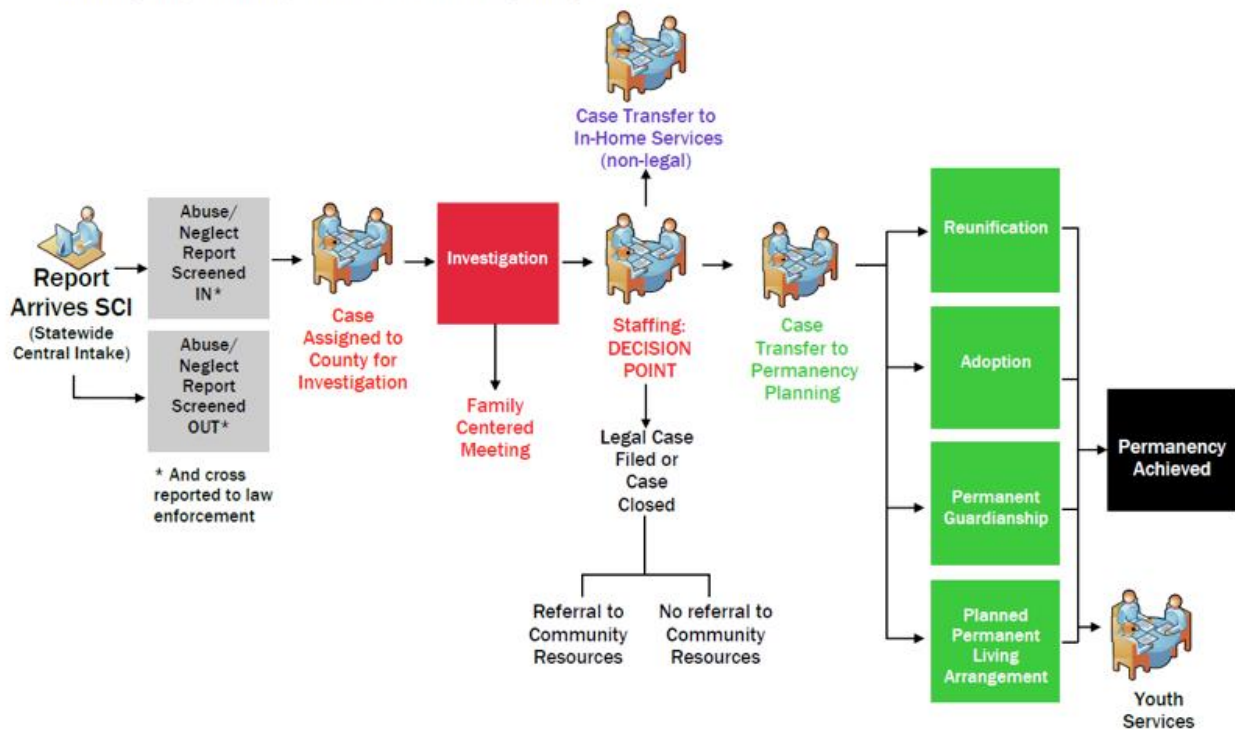 Case Transfer to
In-Home Services
(non-legal)
Report
Arrives SCI
(Statewide
Central Intake)
Abuse/
Neglect
Report
Screened
IN*
Abuse/
Neglect
Report
Screened
OUT*
* And cross
reported to law
enforcement
Case
Assigned to
County for
Investigation
Investigation
Family
Centered
Meeting
Staffing:
DECISION
POINT
Legal Case
Filed or
Case
Closed
Referral to
Community
Resources
No referral to
Community
Resources
Case
Transfer to
Permanency
Planning
Reunification
Adoption
Permanent
Guardianship
Planned
Permanent
Living
Arrangement
Permanency
Achieved
Youth
Services